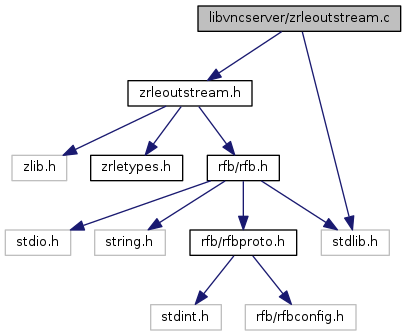 libvncserver/zrleoutstream.c
zrleoutstream.h
zlib.h
zrletypes.h
rfb/rfb.h
stdio.h
string.h
rfb/rfbproto.h
stdlib.h
stdint.h
rfb/rfbconfig.h